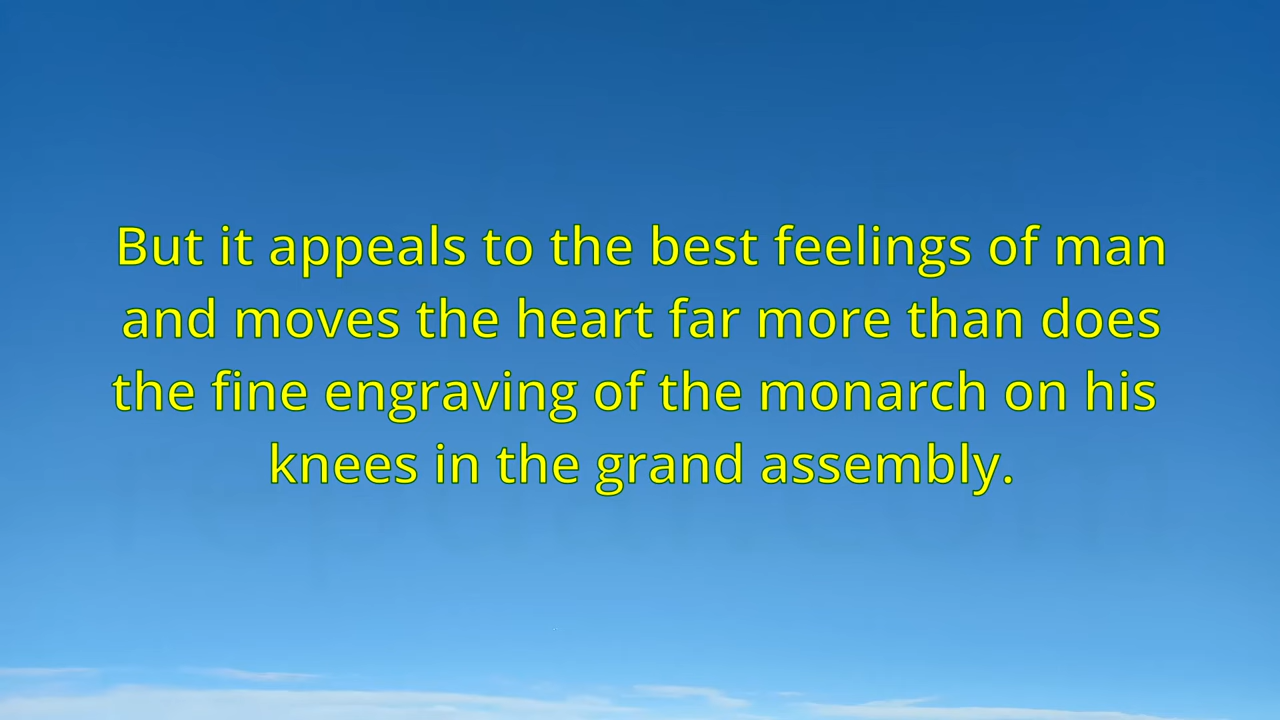 But it appeals to the best feelings of man
and moves the heart far more than does
the fine engraving of the monarch on his
knees in the grand assembly.